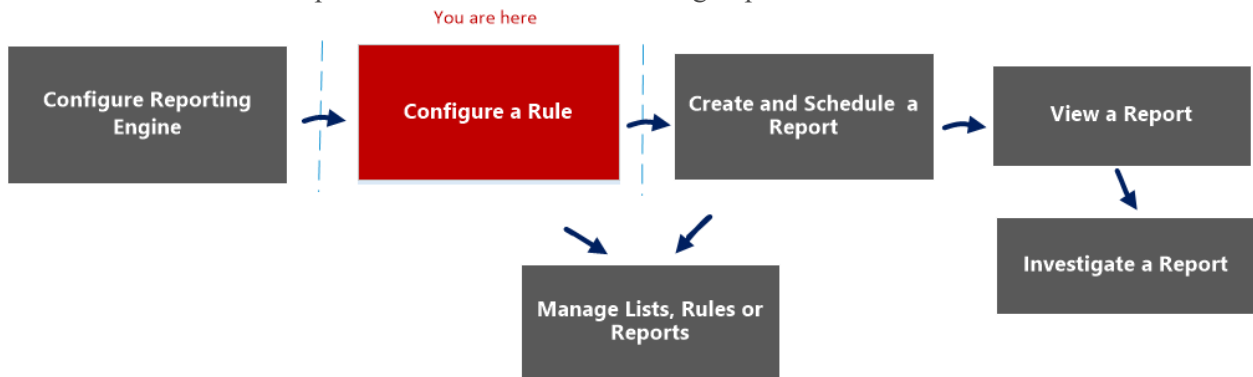 You are here
Configure Reporting
Engine
Configure a Rule
Create and Schedule a
Report
View a Report
Manage Lists, Rules or
Reports
Investigate a Report